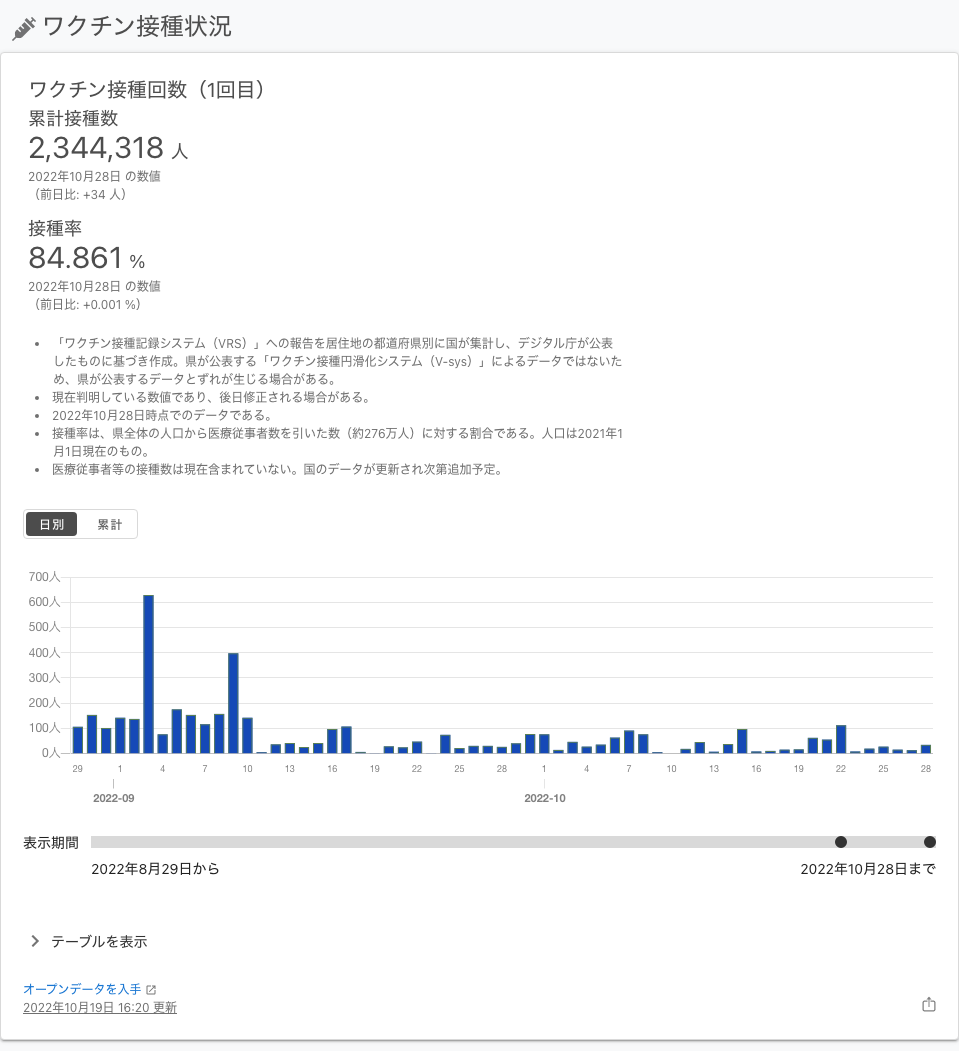 ワクチン接種状況
ワクチン接種回数（1回目）
累計接種数
2,344,318 人
2022年10月28日 の数値
（前日比: +34 人）
接種率
84.861 %
2022年10月28日 の数値
（前日比: +0.001 %）
• 「ワクチン接種記録システム（VRS）」への報告を居住地の都道府県別に国が集計し、デジタル庁が公表
したものに基づき作成。県が公表する「ワクチン接種円滑化システム（V-sys）」によるデータではないた
め、県が公表するデータとずれが生じる場合がある。
• 現在判明している数値であり、後日修正される場合がある。
• 2022年10月28日時点でのデータである。
• 接種率は、県全体の人口から医療従事者数を引いた数（約276万人）に対する割合である。人口は2021年1
月1日現在のもの。
• 医療従事者等の接種数は現在含まれていない。国のデータが更新され次第追加予定。
日別 累計
700人
600人
500人
400人
300人
200人
100人
0人
29 1 4 7 10 13 16 19 22 25 28 1 4 7 10 13 16 19 22 25 28
2022-09 2022-10
表示期間
2022年8月29日から 2022年10月28日まで
テーブルを表示
オープンデータを入手
2022年10月19日 16:20 更新